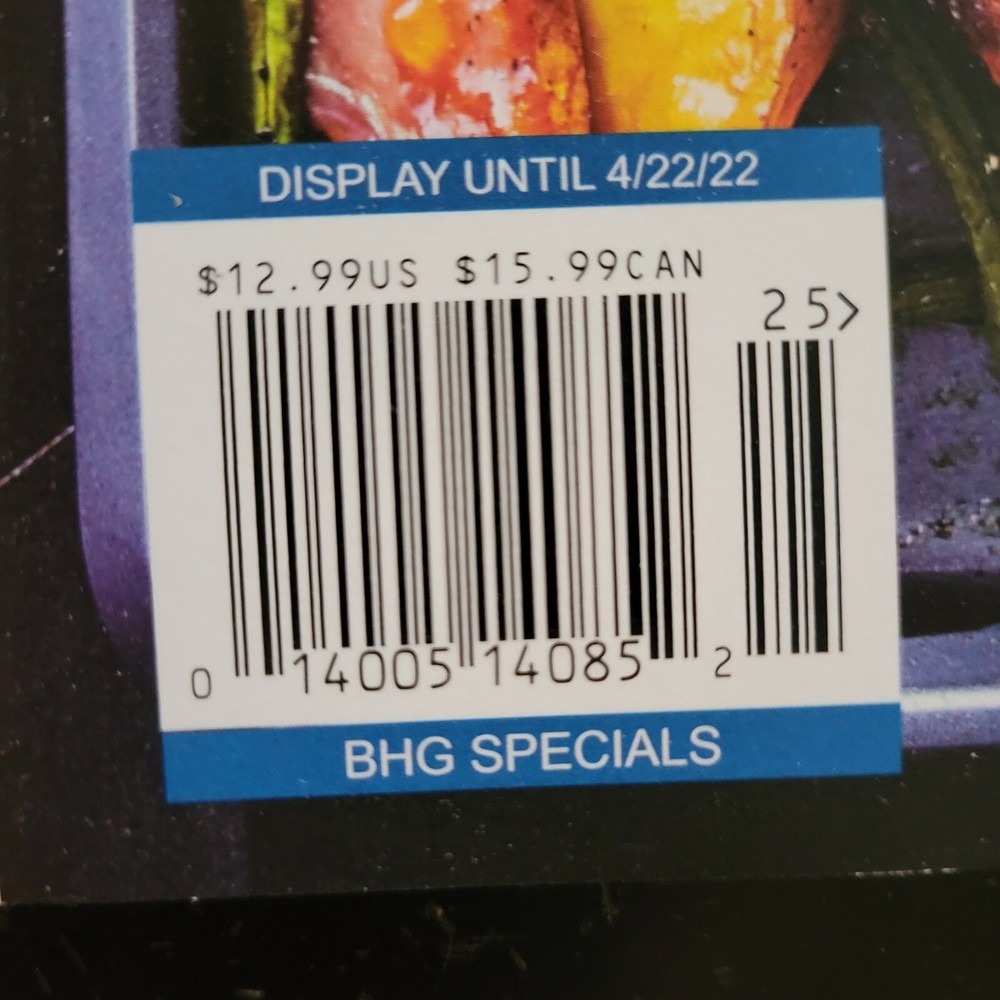 DISPLAY UNTIL 4/22/22
$12.99US $15.99CAN
25>
0 14005 14085 2
BHG SPECIALS